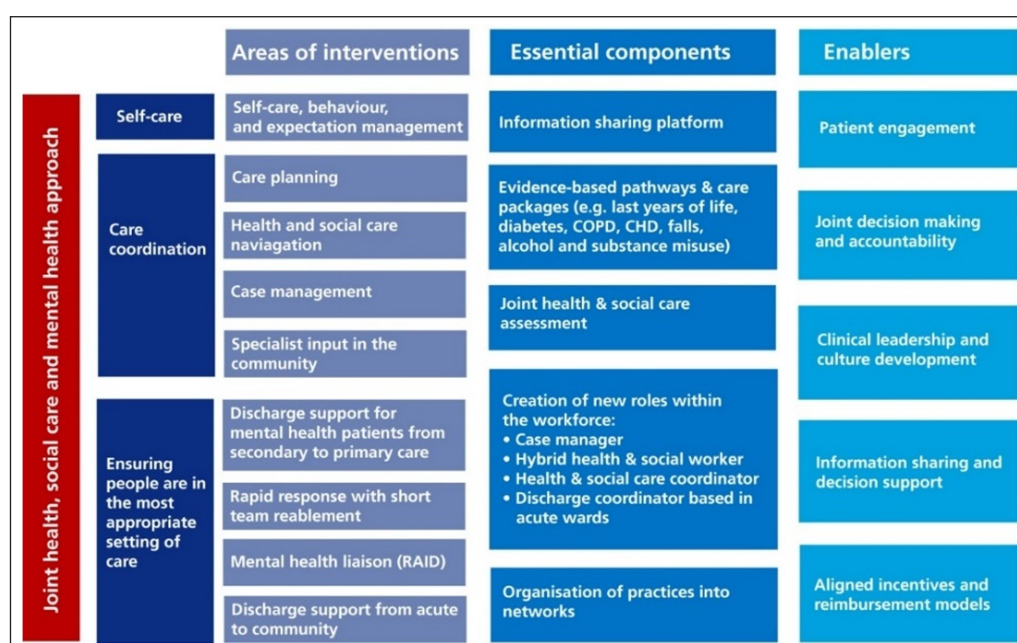 Areas of interventions
Essential components
Enablers
Joint health, social care and mental health approach
Self-care
Self-care, behaviour,
and expectation management
Care
coordination
Care planning
Health and social care
naviagation
Case management
Specialist input in the
community
Ensuring
people are in
the most
appropriate
setting of
care
Discharge support for
mental health patients from
secondary to primary care
Rapid response with short
team reablement
Mental health liaison (RAID)
Discharge support from acute
to community
Information sharing platform
Evidence-based pathways & care
packages (e.g. last years of life,
diabetes, COPD, CHD, falls,
alcohol and substance misuse)
Joint health & social care
assessment
Creation of new roles within
the workforce:
• Case manager
• Hybrid health & social worker
• Health & social care coordinator
• Discharge coordinator based in
acute wards
Organisation of practices into
networks
Patient engagement
Joint decision making
and accountability
Clinical leadership and
culture development
Information sharing and
decision support
Aligned incentives and
reimbursement models